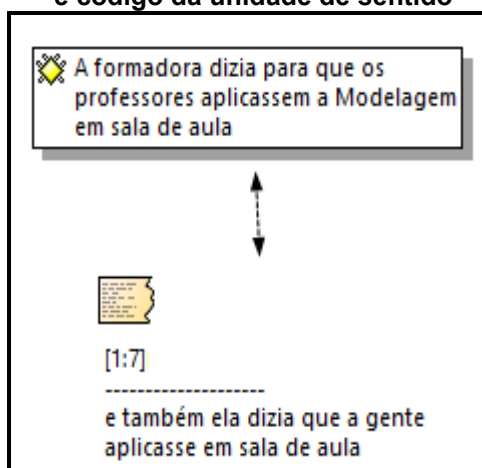 e código da unidade de sentido
A formadora dizia para que os
professores aplicassem a Modelagem
em sala de aula
[1:7]
--------------------
e também ela dizia que a gente
aplicasse em sala de aula